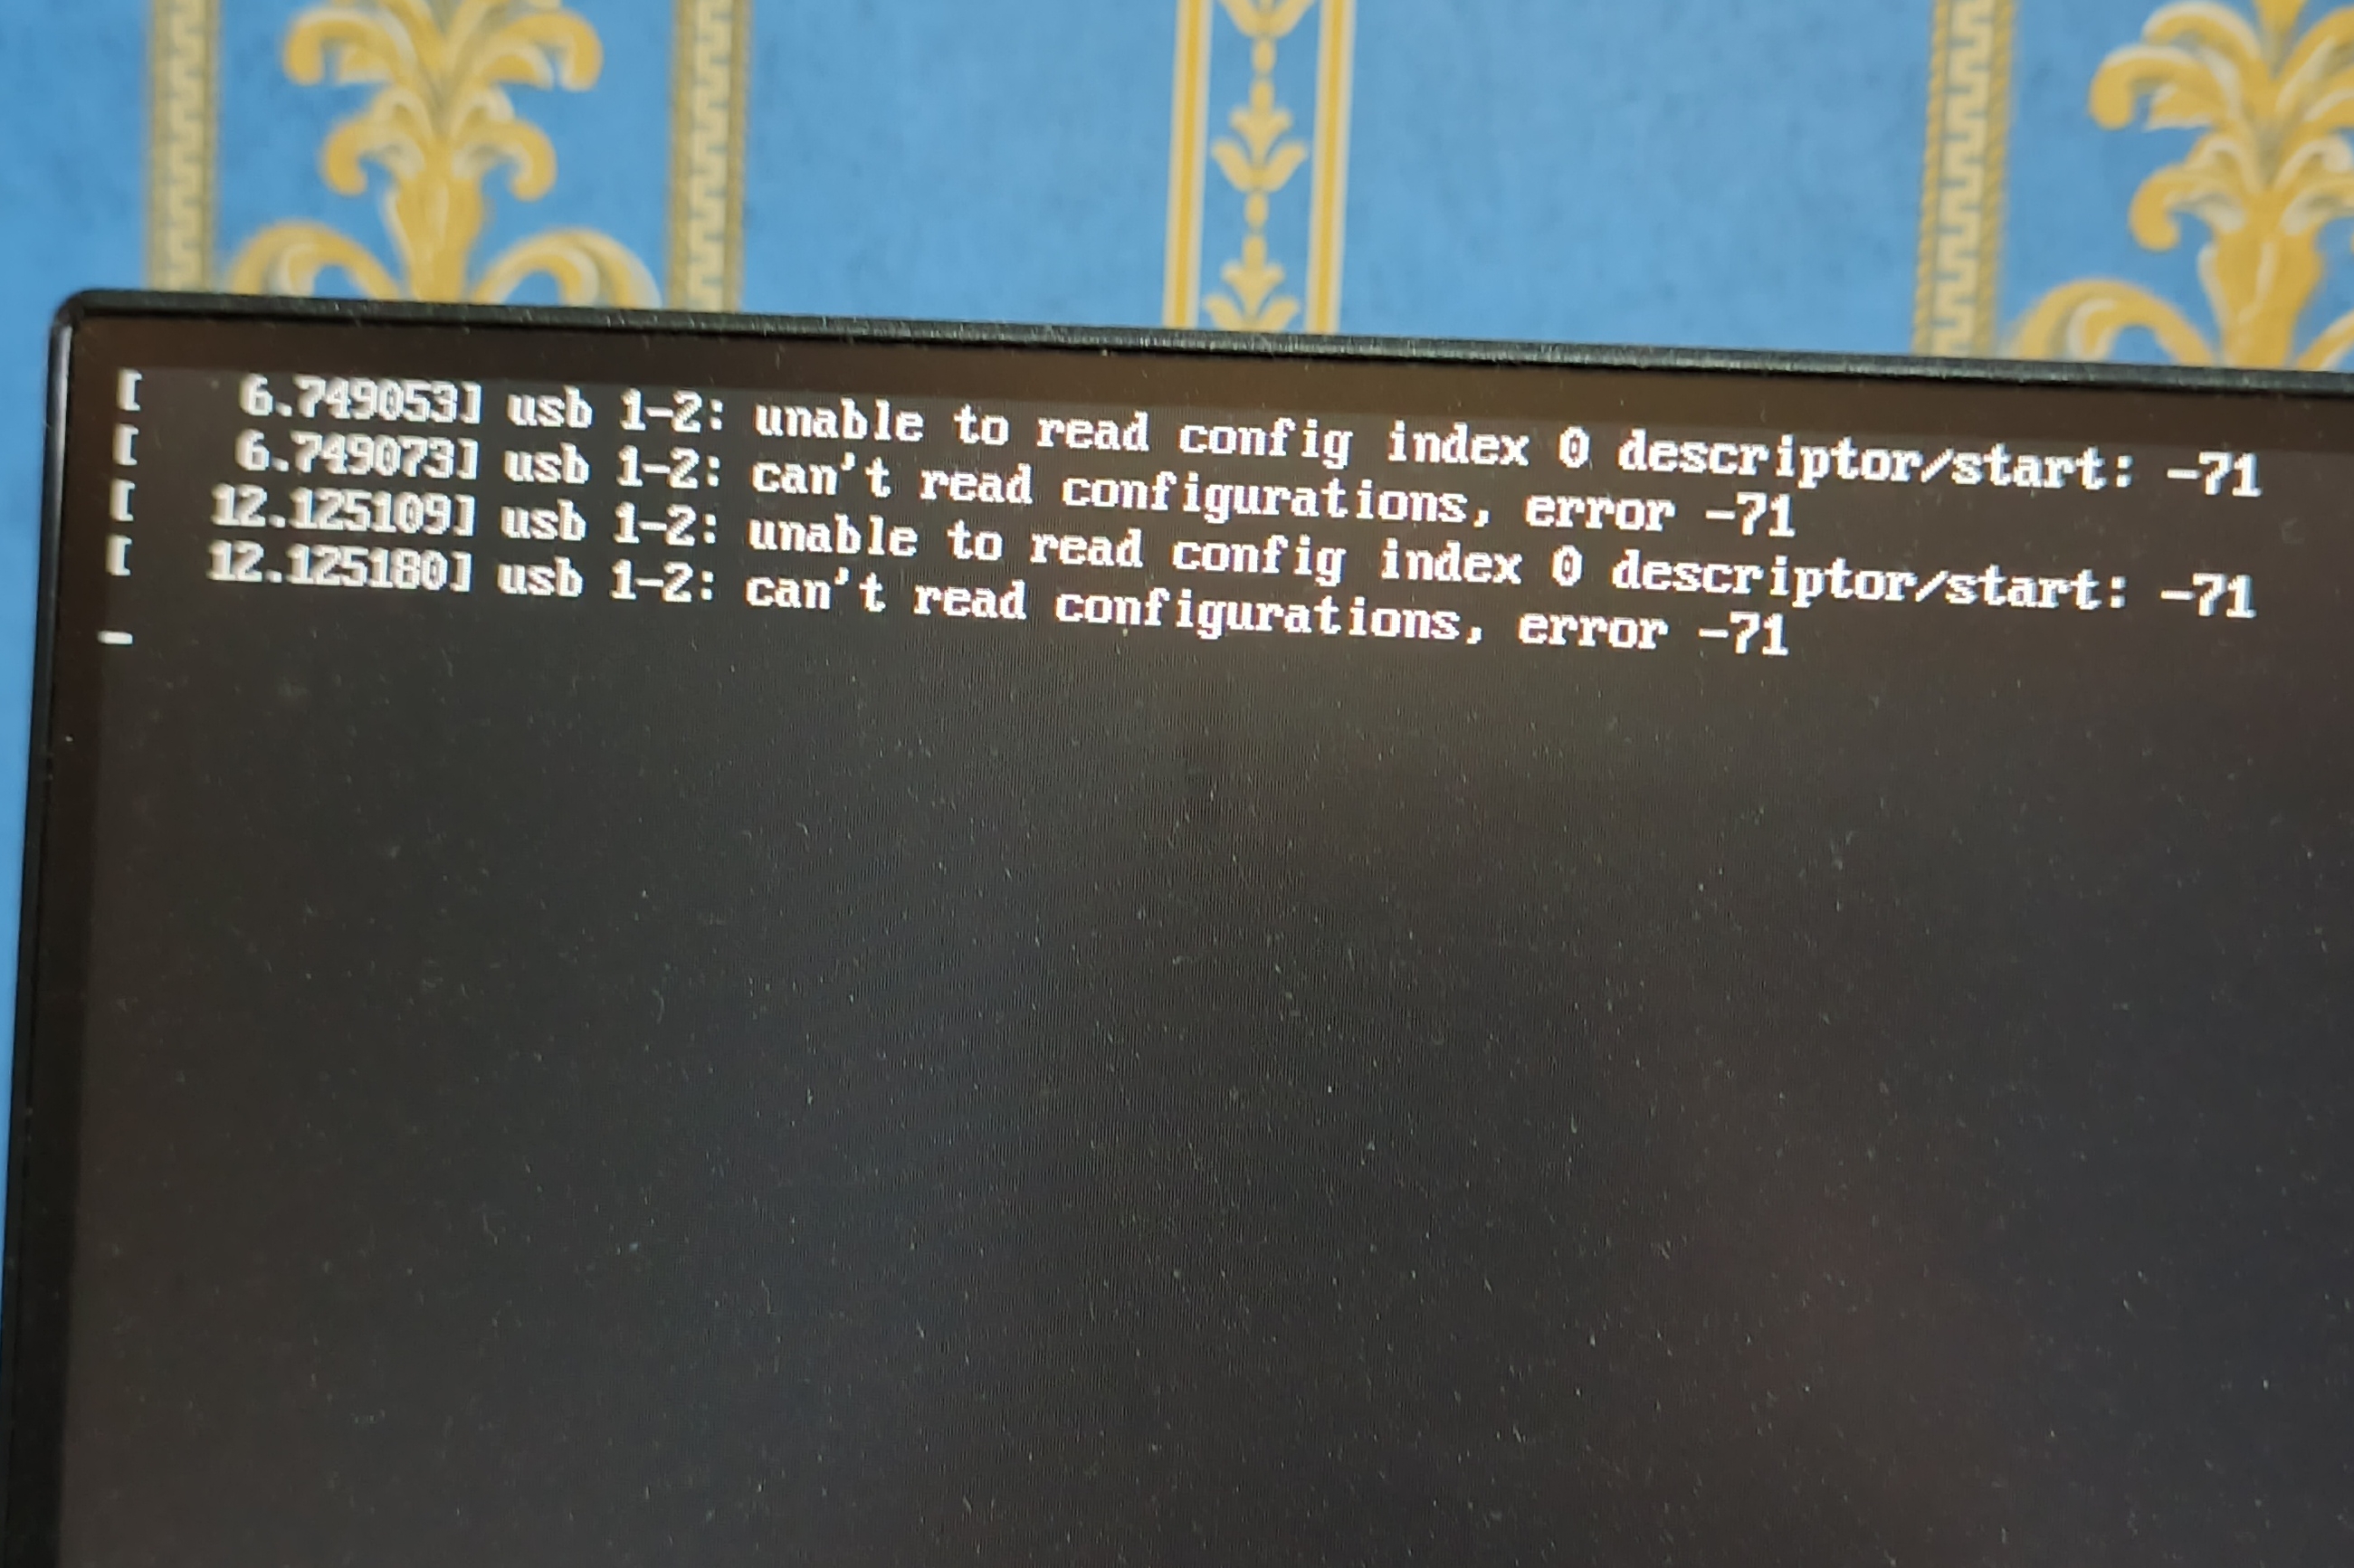 [    6.749053] usb 1-2: unable to read config index 0 descriptor/start: -71
[    6.749073] usb 1-2: can't read configurations, error -71
[   12.125109] usb 1-2: unable to read config index 0 descriptor/start: -71
[   12.125180] usb 1-2: can't read configurations, error -71
_